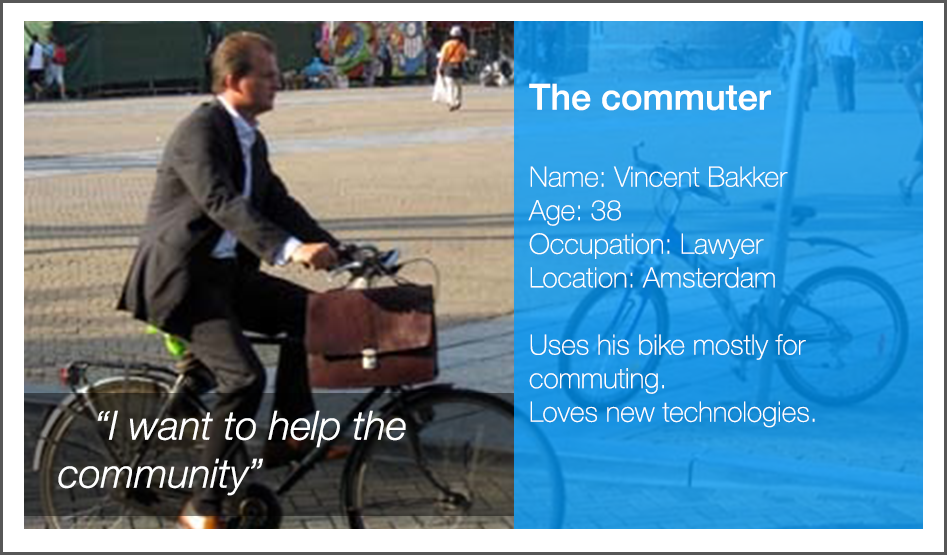 The commuter
Name: Vincent Bakker
Age: 38
Occupation: Lawyer
Location: Amsterdam
Uses his bike mostly for
commuting.
Loves new technologies.
“I want to help the
community”